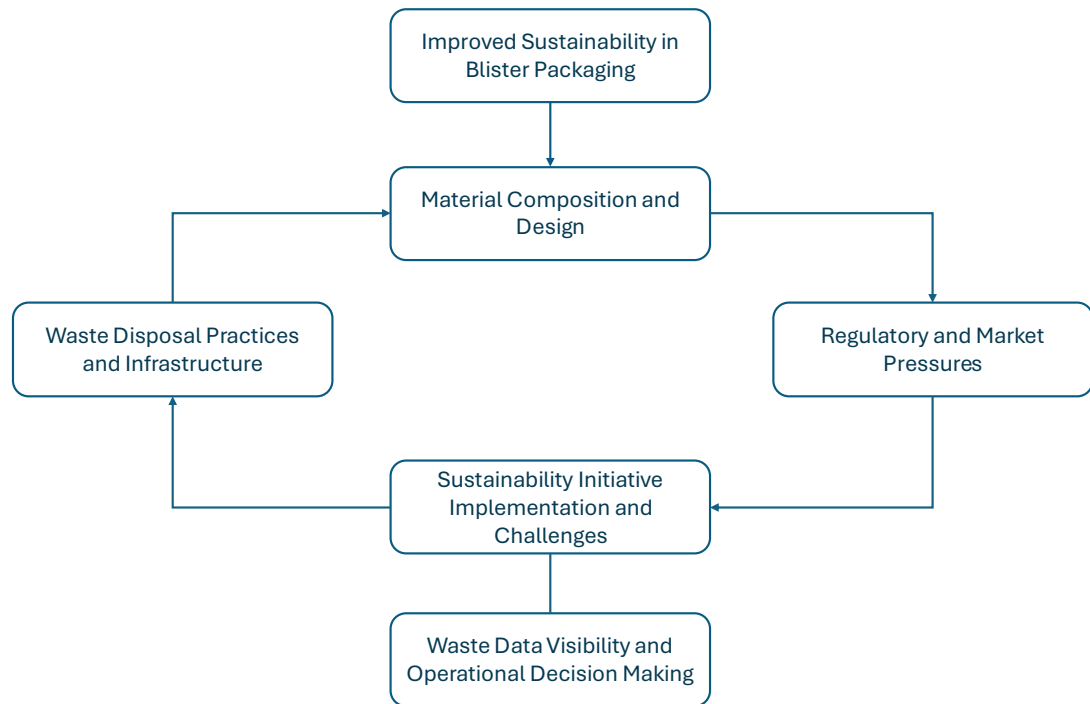 Improved Sustainability in
Blister Packaging
Material Composition and
Design
Waste Disposal Practices
and Infrastructure
Regulatory and Market
Pressures
Sustainability Initiative
Implementation and
Challenges
Waste Data Visibility and
Operational Decision Making